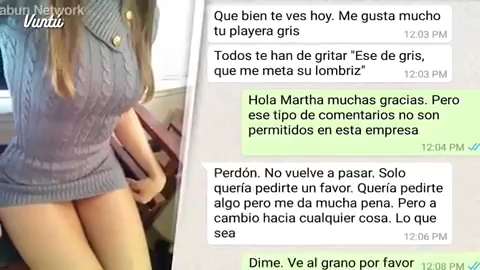 abun Network
Vuntú
Que bien te ves hoy. Me gusta mucho
tu playera gris
12:03 PM
Todos te han de gritar "Ese de gris,
que me meta su lombriz"
12:03 PM
Hola Martha muchas gracias. Pero
ese tipo de comentarios no son
permitidos en esta empresa
12:04 PM
Perdón. No vuelve a pasar. Solo
quería pedirte un favor. Quería pedirte
algo pero me da mucha pena. Pero a
cambio hacia cualquier cosa. Lo que
sea
12:06 PM
Dime. Ve al grano por favor
12:08 PM